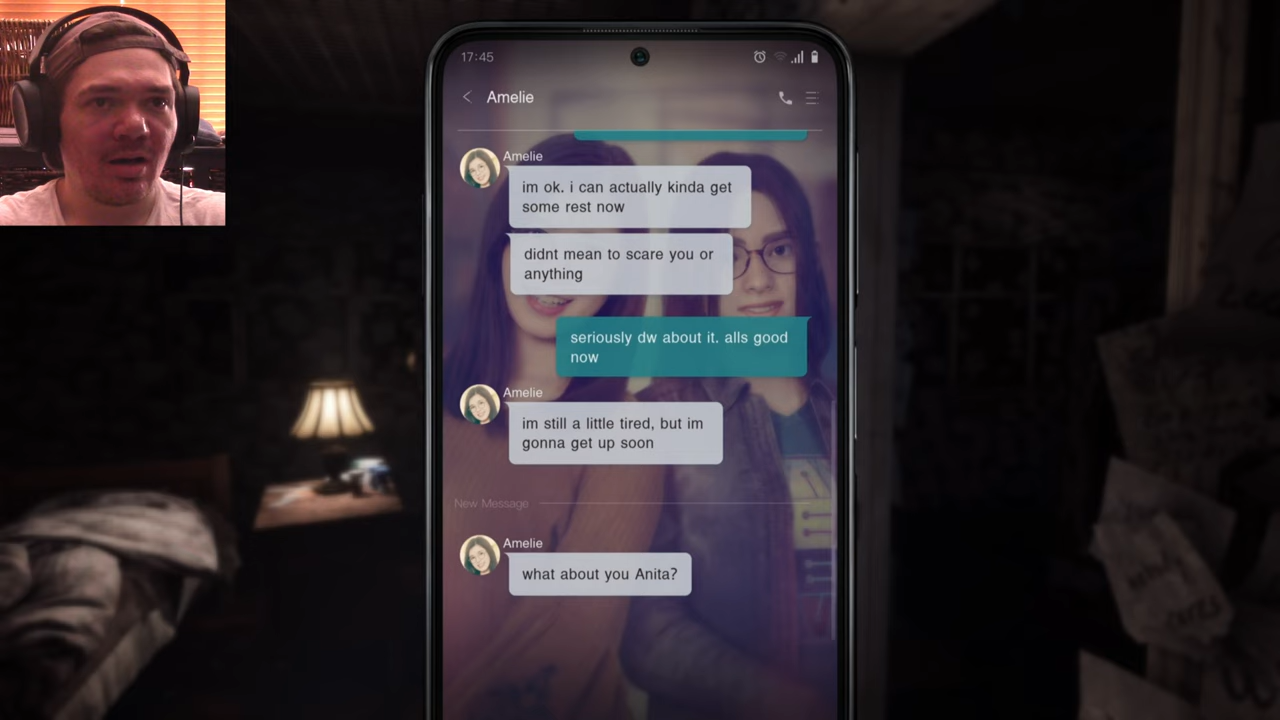 17:45
Amelie
Amelie
im ok. i can actually kinda get
some rest now
didnt mean to scare you or
anything
seriously dw about it. alls good
now
Amelie
im still a little tired, but im
gonna get up soon
New Message
Amelie
what about you Anita?